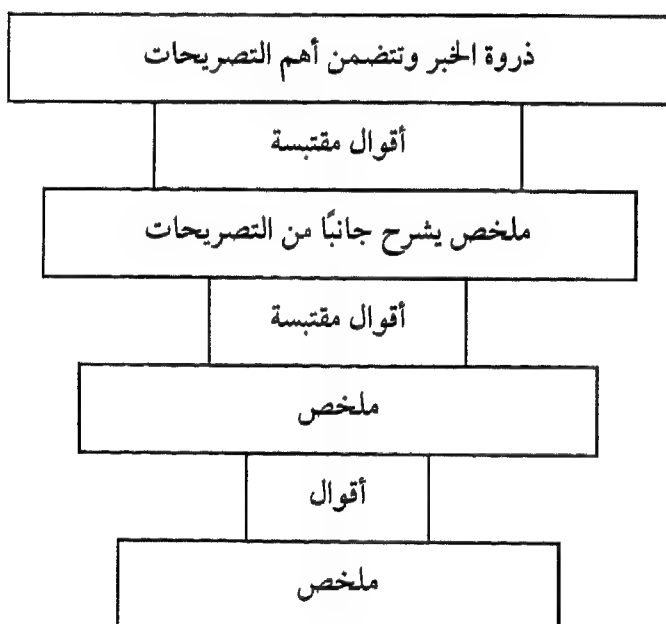 ذروة الخبر وتتضمن أهم التصريحات
أقوال مقتبسة
ملخص يشرح جانبًا من التصريحات
أقوال مقتبسة
ملخص
أقوال
ملخص